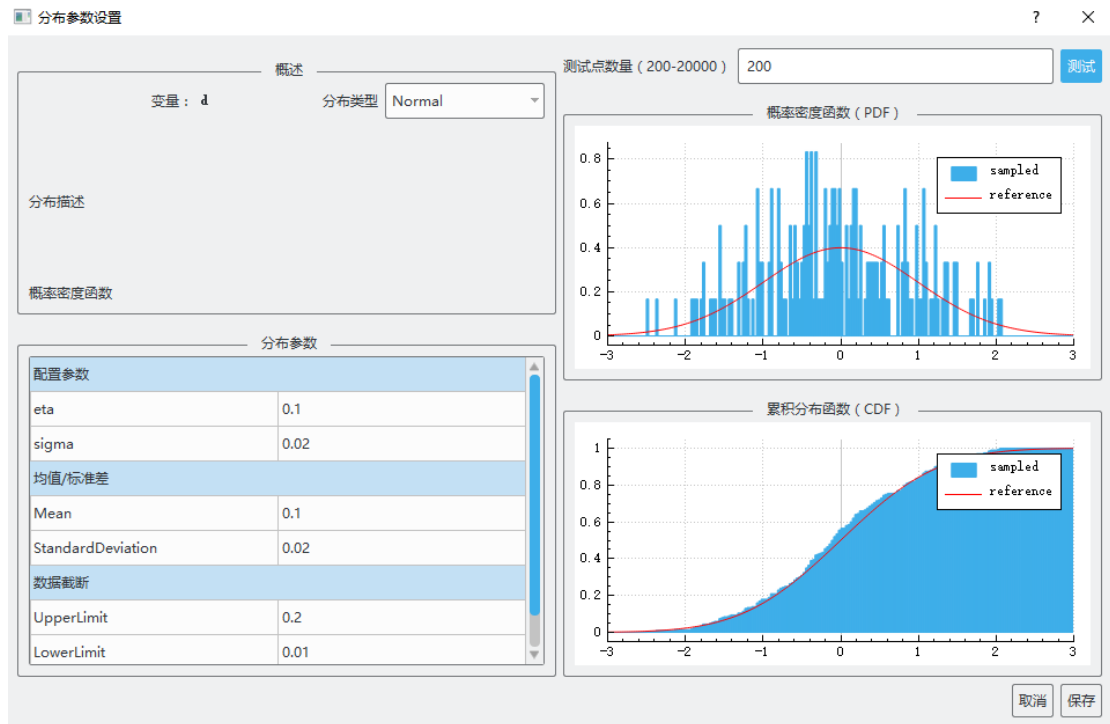 分布参数设置
?
×
概述
变量： d
分布类型
Normal
分布描述
概率密度函数
分布参数
配置参数
eta
0.1
sigma
0.02
均值/标准差
Mean
0.1
StandardDeviation
0.02
数据截断
UpperLimit
0.2
LowerLimit
0.01
测试点数量（200-20000）
200
测试
概率密度函数（PDF）
0.8
0.6
0.4
0.2
0
-3
-2
-1
0
1
2
3
sampled
reference
累积分布函数（CDF）
1
0.8
0.6
0.4
0.2
0
-3
-2
-1
0
1
2
3
sampled
reference
取消
保存